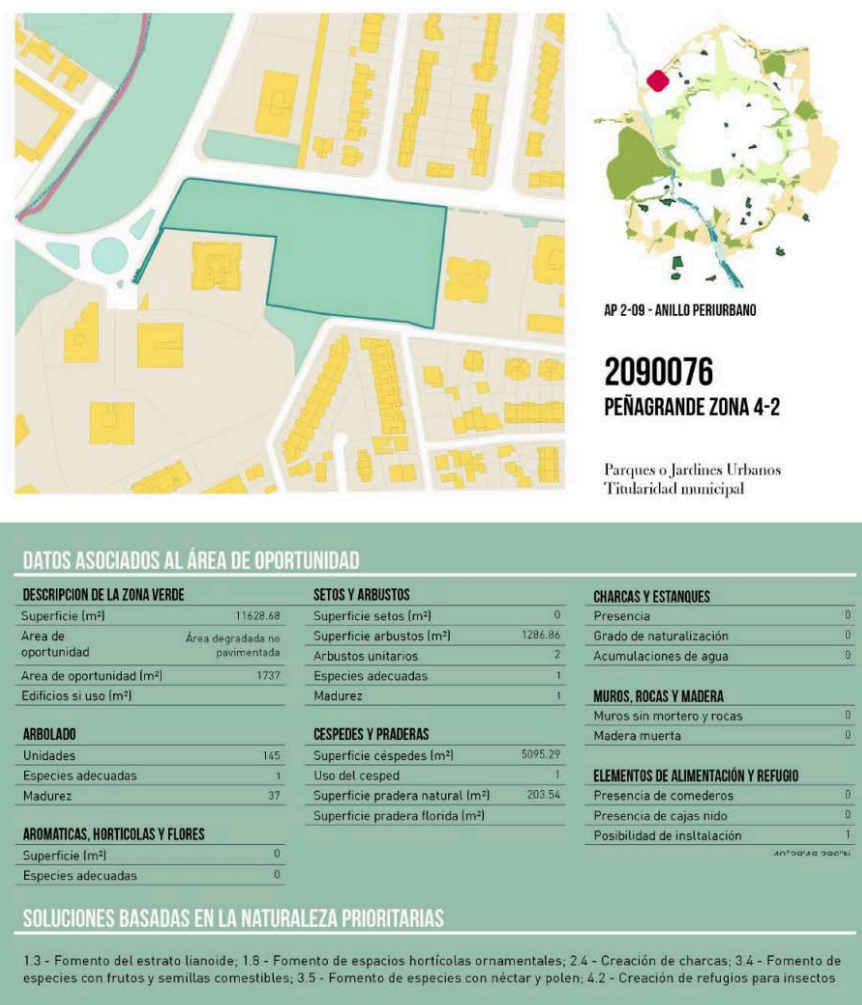 AP 2-09 - ANILLO PERIURBANO
2090076
PEÑAGRANDE ZONA 4-2
Parques o Jardines Urbanos
Titularidad municipal
DATOS ASOCIADOS AL ÁREA DE OPORTUNIDAD
DESCRIPCION DE LA ZONA VERDE
Superficie (m²) 11628.68
Area de oportunidad Área degradada no pavimentada
Area de oportunidad (m²) 1737
Edificios si uso (m²)
ARBOLADO
Unidades 145
Especies adecuadas 1
Madurez 37
AROMATICAS, HORTICOLAS Y FLORES
Superficie (m²) 0
Especies adecuadas 0
SETOS Y ARBUSTOS
Superficie setos (m²) 0
Superficie arbustos (m²) 1286.86
Arbustos unitarios 2
Especies adecuadas 1
Madurez 1
CESPEDES Y PRADERAS
Superficie céspedes (m²) 5095.29
Uso del cesped 1
Superficie pradera natural (m²) 203.54
Superficie pradera florida (m²)
CHARCAS Y ESTANQUES
Presencia 0
Grado de naturalización 0
Acumulaciones de agua 0
MUROS, ROCAS Y MADERA
Muros sin mortero y rocas 0
Madera muerta 0
ELEMENTOS DE ALIMENTACIÓN Y REFUGIO
Presencia de comederos 0
Presencia de cajas nido 0
Posibilidad de insltalación 1
SOLUCIONES BASADAS EN LA NATURALEZA PRIORITARIAS
1.3 - Fomento del estrato lianoide; 1.8 - Fomento de espacios hortícolas ornamentales; 2.4 - Creación de charcas; 3.4 - Fomento de
especies con frutos y semillas comestibles; 3.5 - Fomento de especies con néctar y polen; 4.2 - Creación de refugios para insectos